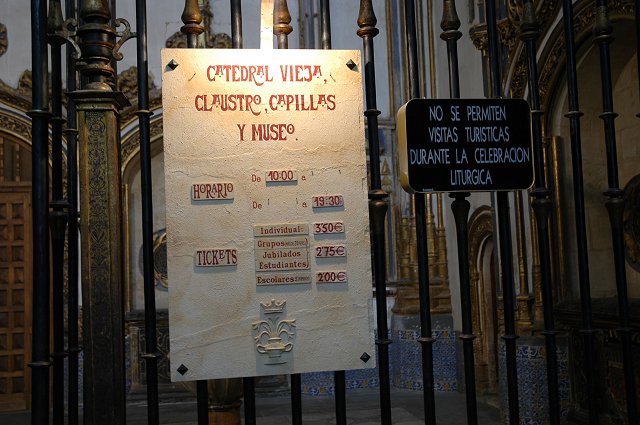 CATEDRAL VIEJA,
CLAUSTRO, CAPILLAS
Y MUSEO.
HORARIO
De 10:00 a
De a 19:30
TICKETS
Individual: 3'50€
Grupos
Jubilados 2'75€
Estudiantes
Escolares 2'00€
NO SE PERMITEN
VISITAS TURISTICAS
DURANTE LA CELEBRACION
LITURGICA